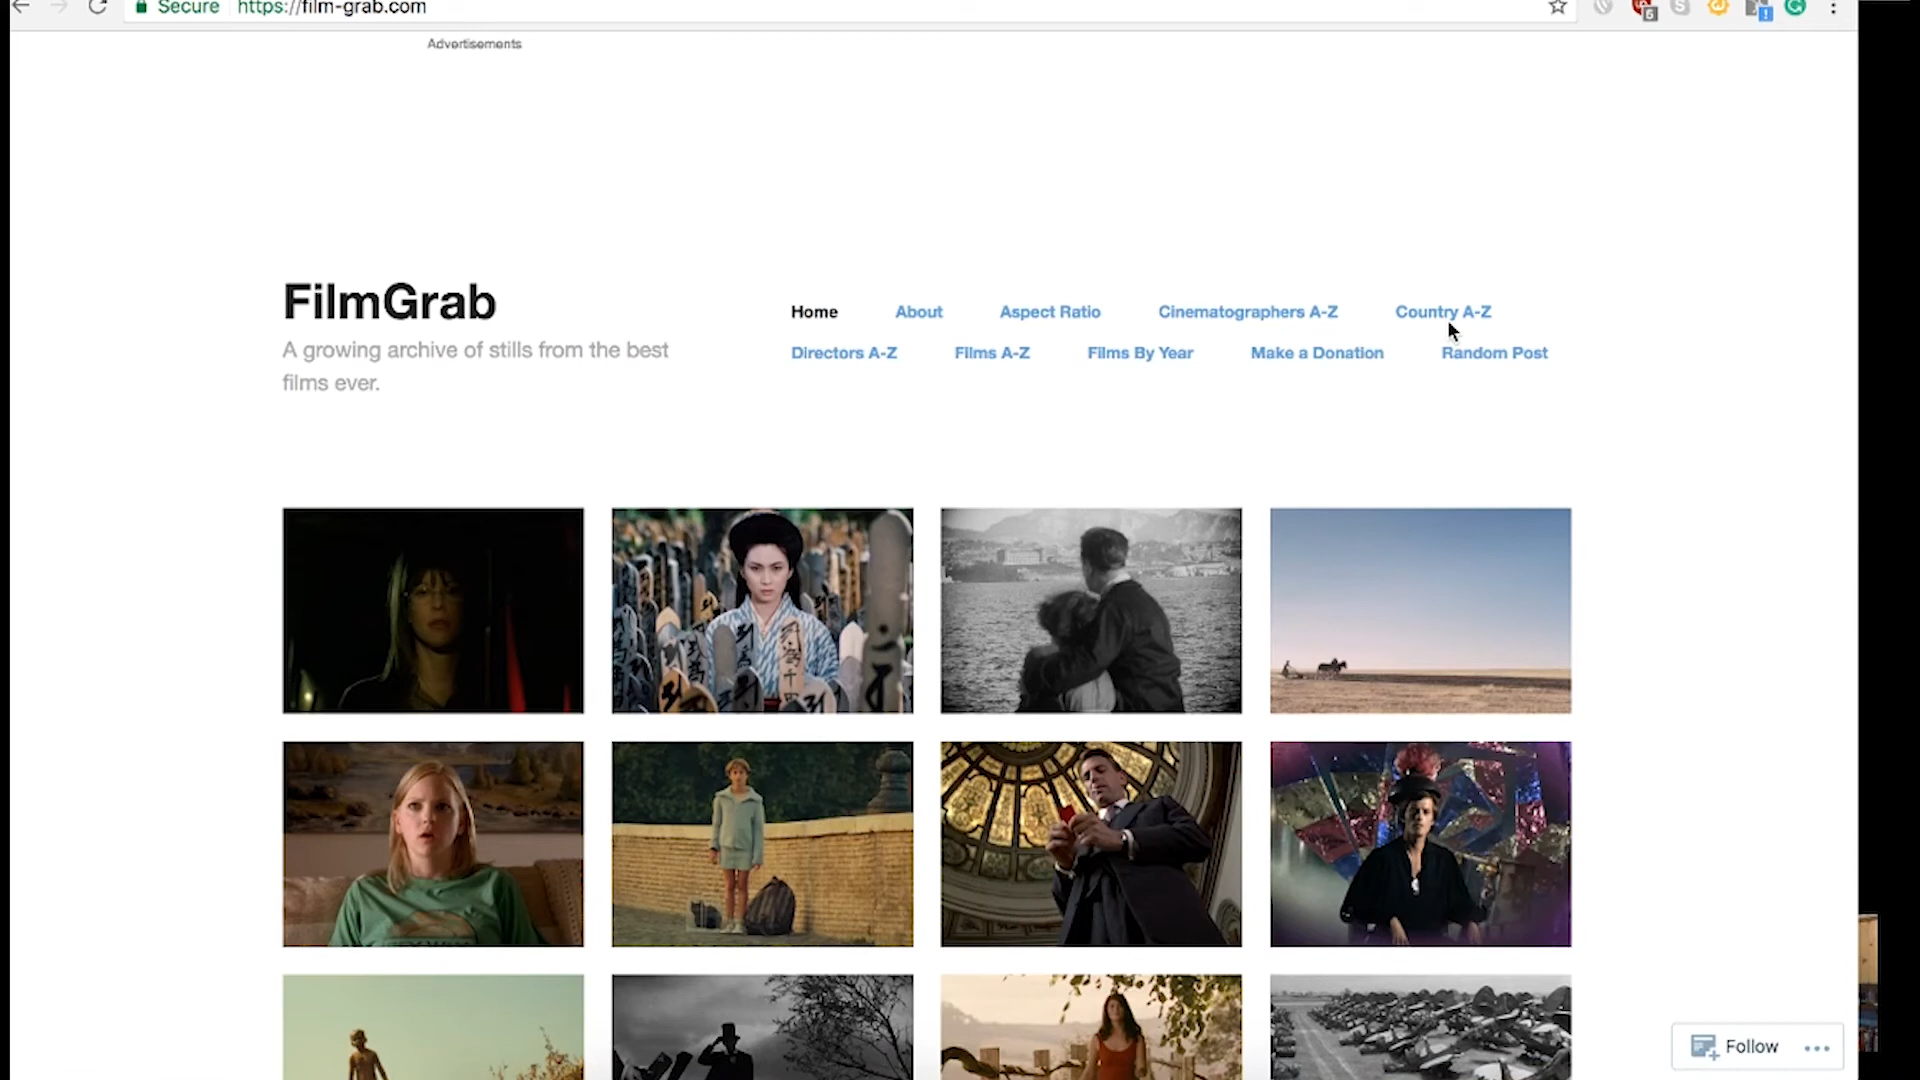 Secure https://film-grab.com
6
S
Advertisements
FilmGrab
A growing archive of stills from the best
films ever.
Home About Aspect Ratio Cinematographers A-Z Country A-Z
Directors A-Z Films A-Z Films By Year Make a Donation Random Post
Follow